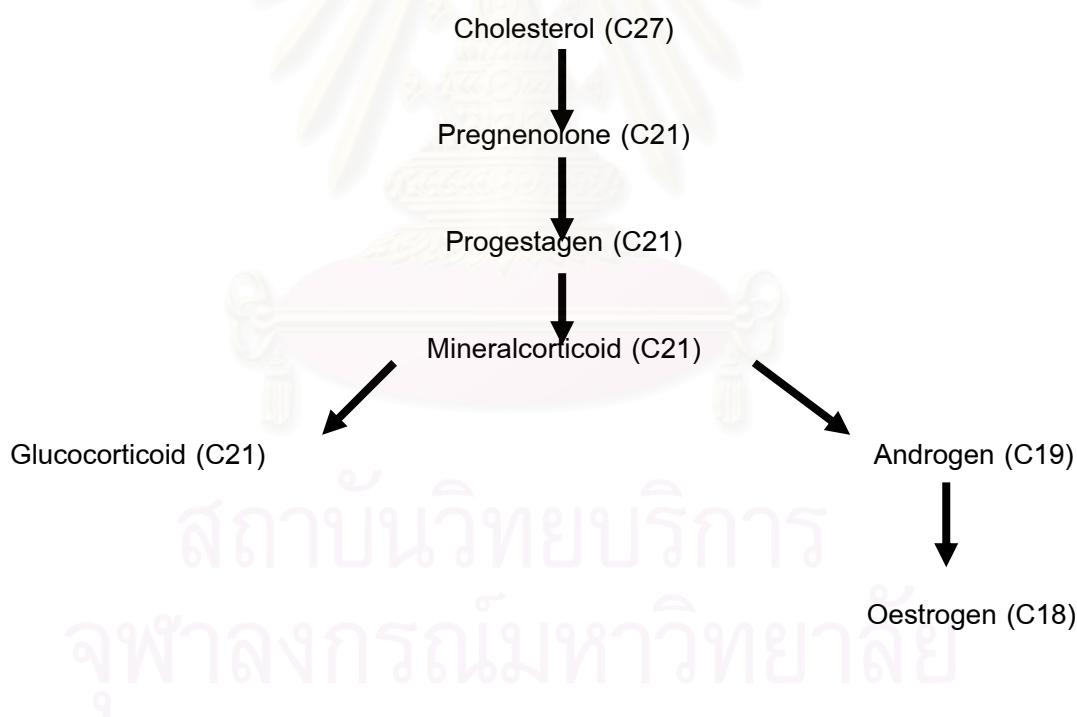 Cholesterol (C27)
Pregnenolone (C21)
Progestagen (C21)
Mineralcorticoid (C21)
Glucocorticoid (C21)
Androgen (C19)
Oestrogen (C18)
สถาบันวิทยบริการ
จุฬาลงกรณ์มหาวิทยาลัย